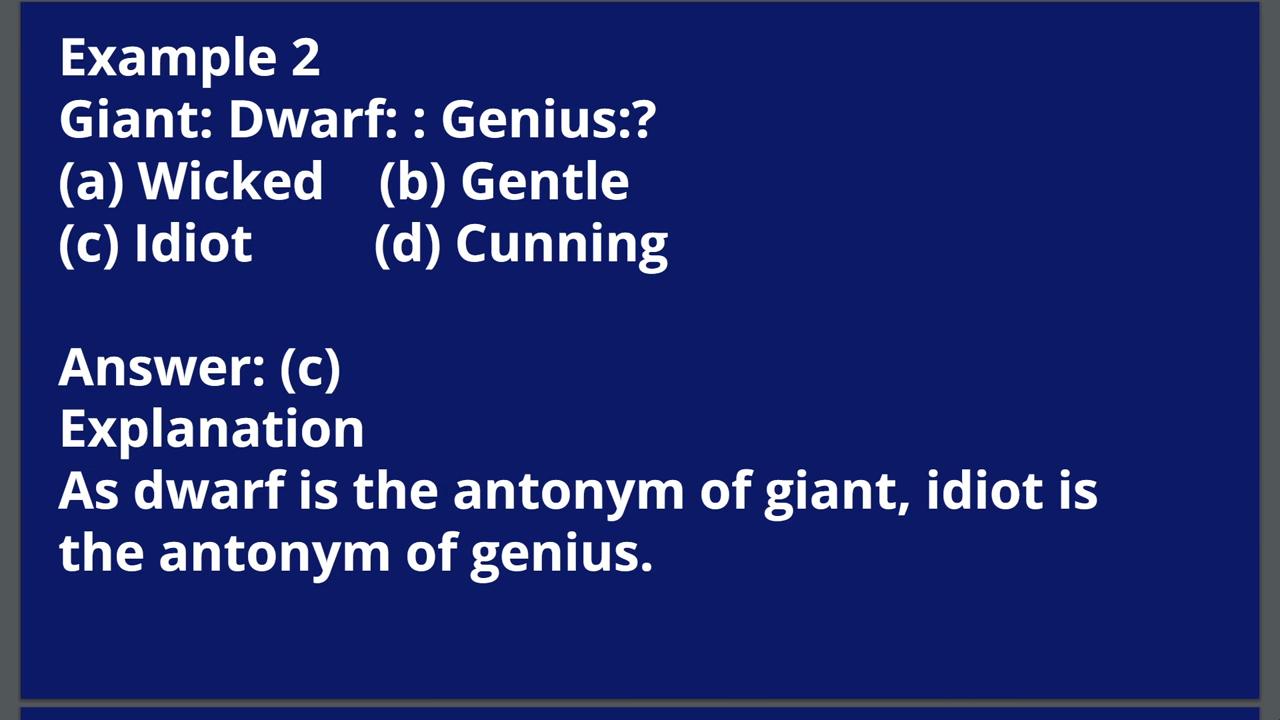 Example 2
Giant: Dwarf: : Genius:?
(a) Wicked (b) Gentle
(c) Idiot (d) Cunning
Answer: (c)
Explanation
As dwarf is the antonym of giant, idiot is
the antonym of genius.